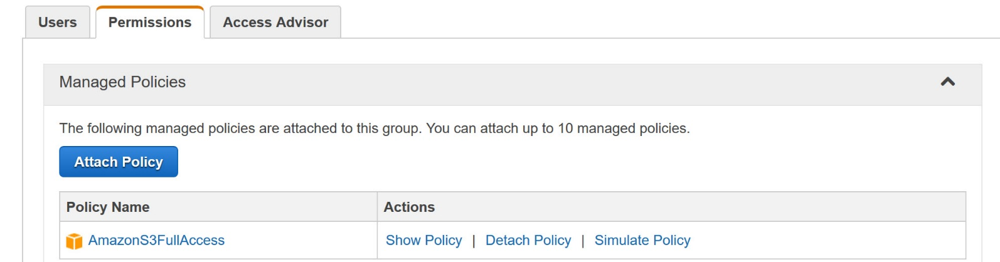 Users Permissions Access Advisor
Managed Policies
The following managed policies are attached to this group. You can attach up to 10 managed policies.
Attach Policy
Policy Name Actions
AmazonS3FullAccess Show Policy | Detach Policy | Simulate Policy